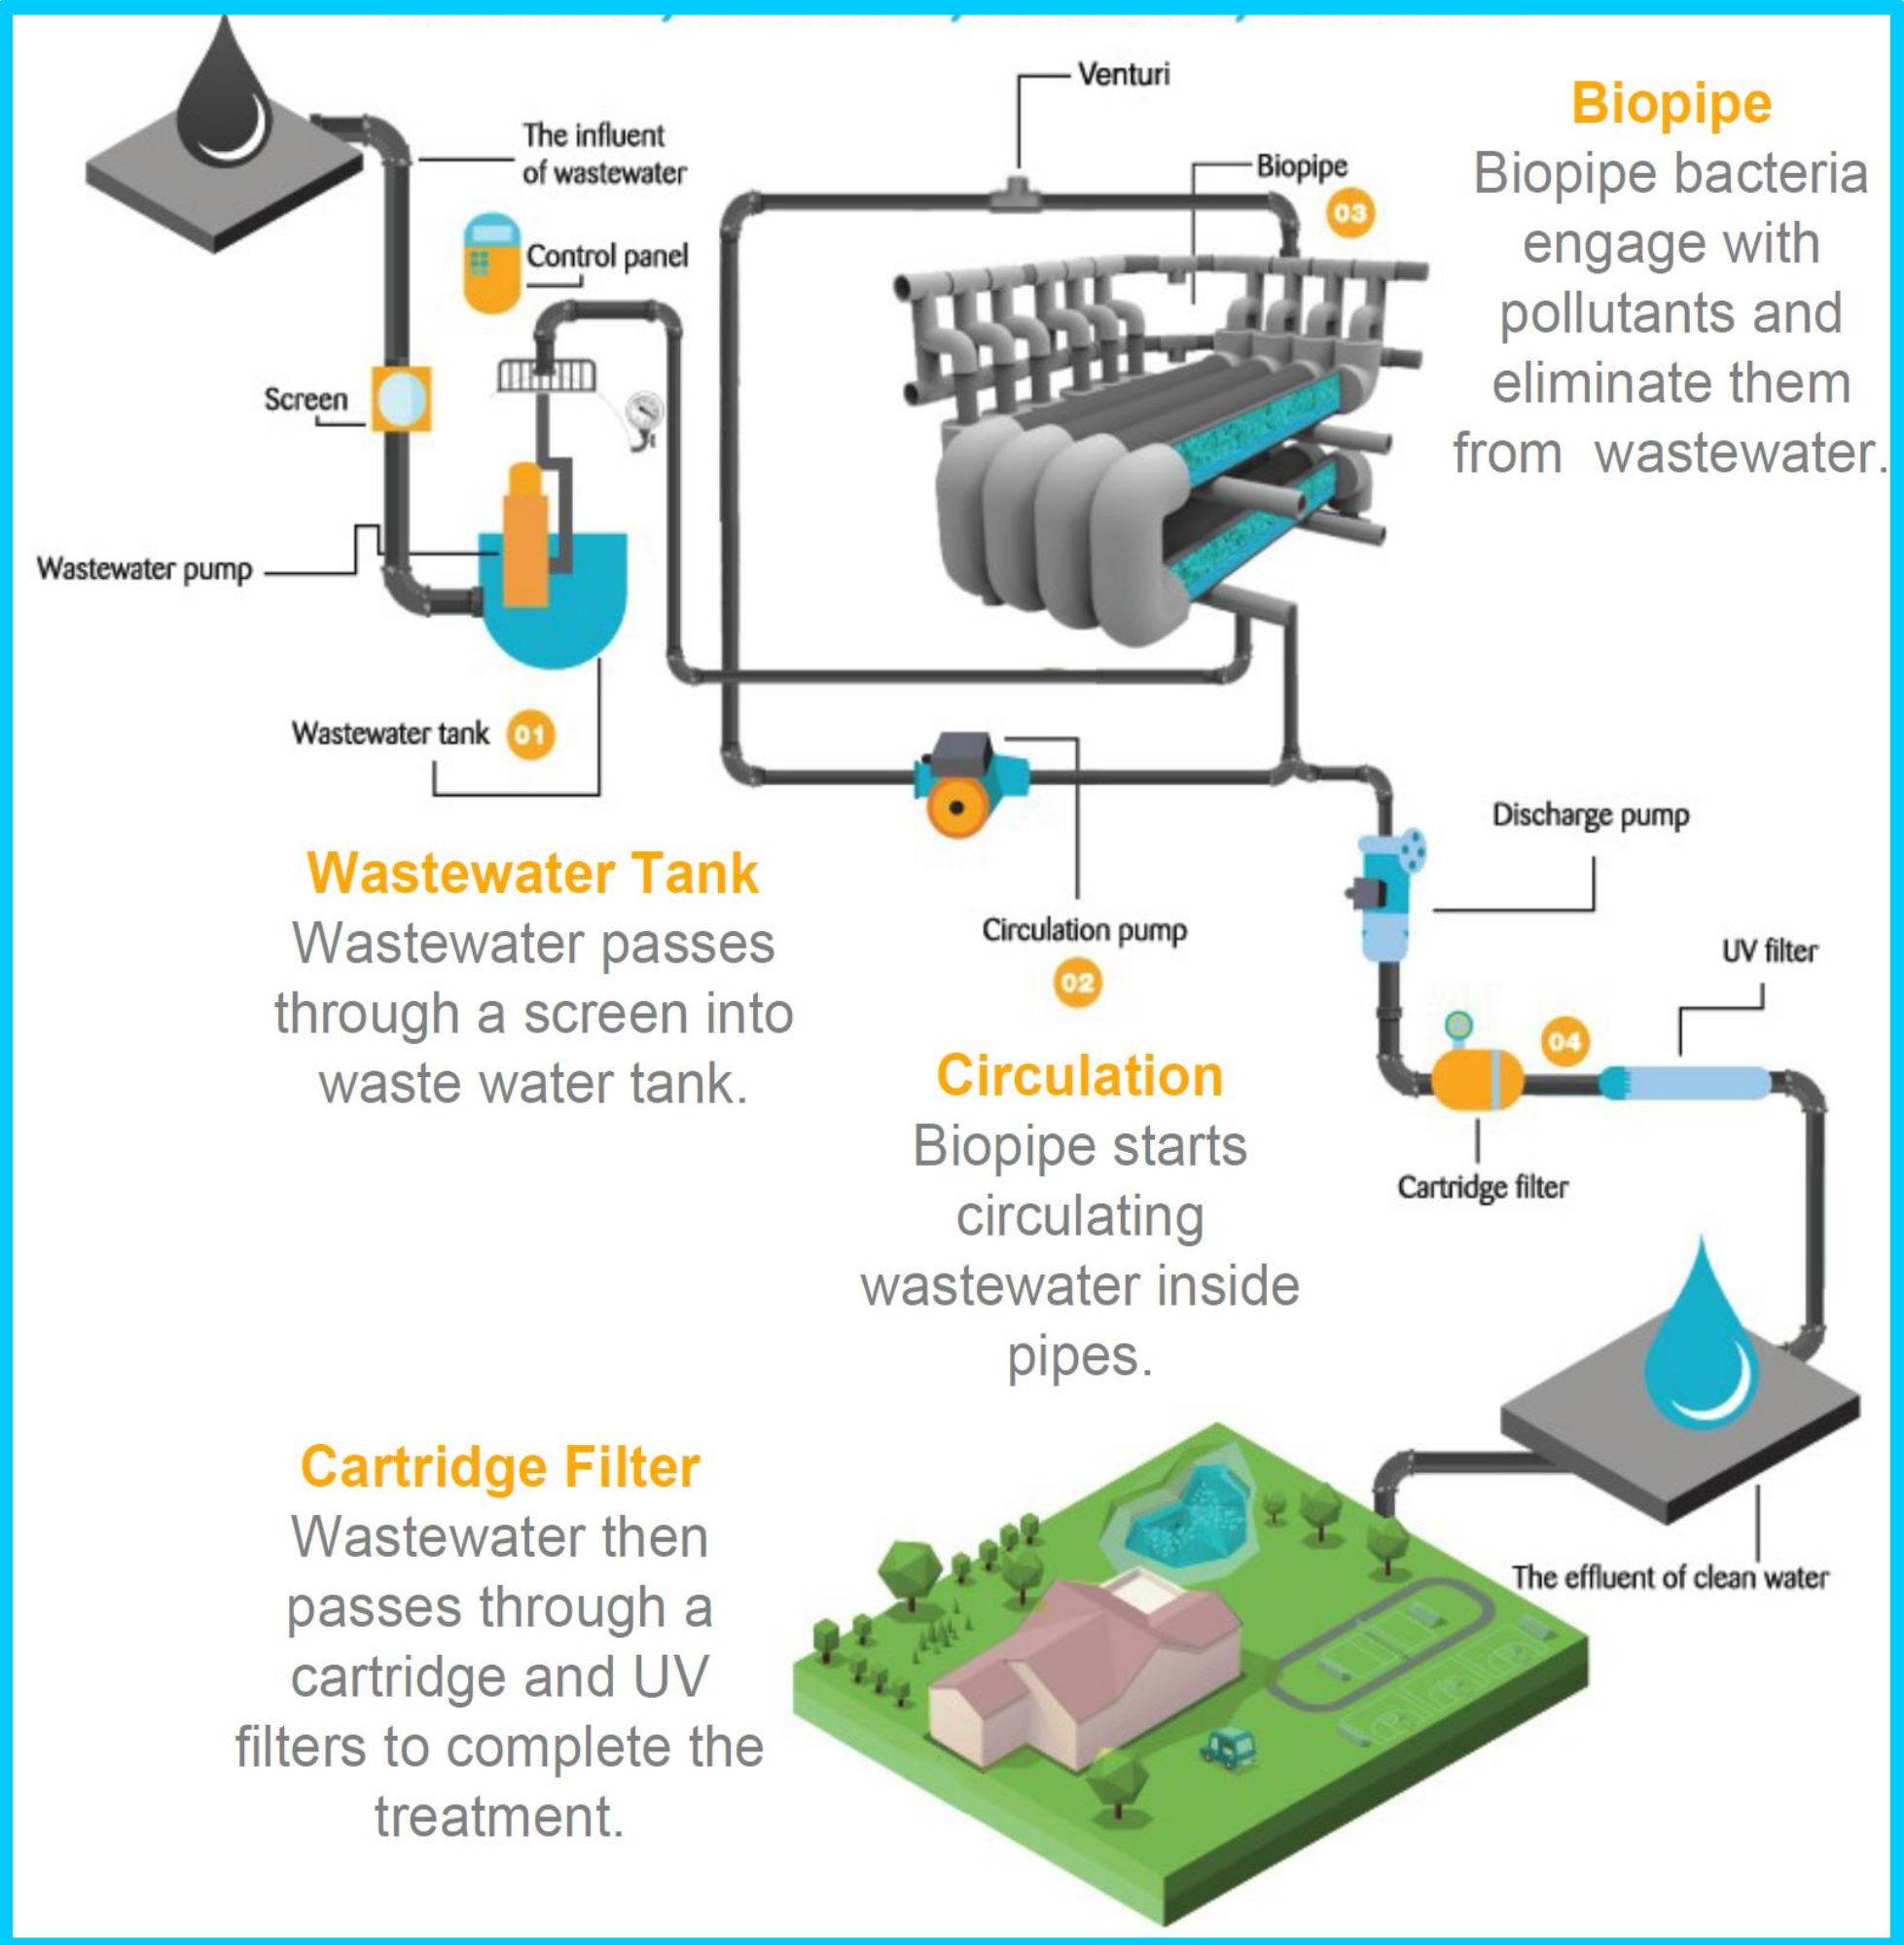 Venturi
The influent
of wastewater
Biopipe
03
Control panel
Screen
Wastewater pump
Wastewater tank
01
Biopipe
Biopipe bacteria
engage with
pollutants and
eliminate them
from wastewater.
Discharge pump
Circulation pump
02
UV filter
04
Cartridge filter
Wastewater Tank
Wastewater passes
through a screen into
waste water tank.
Circulation
Biopipe starts
circulating
wastewater inside
pipes.
Cartridge Filter
Wastewater then
passes through a
cartridge and UV
filters to complete the
treatment.
The effluent of clean water